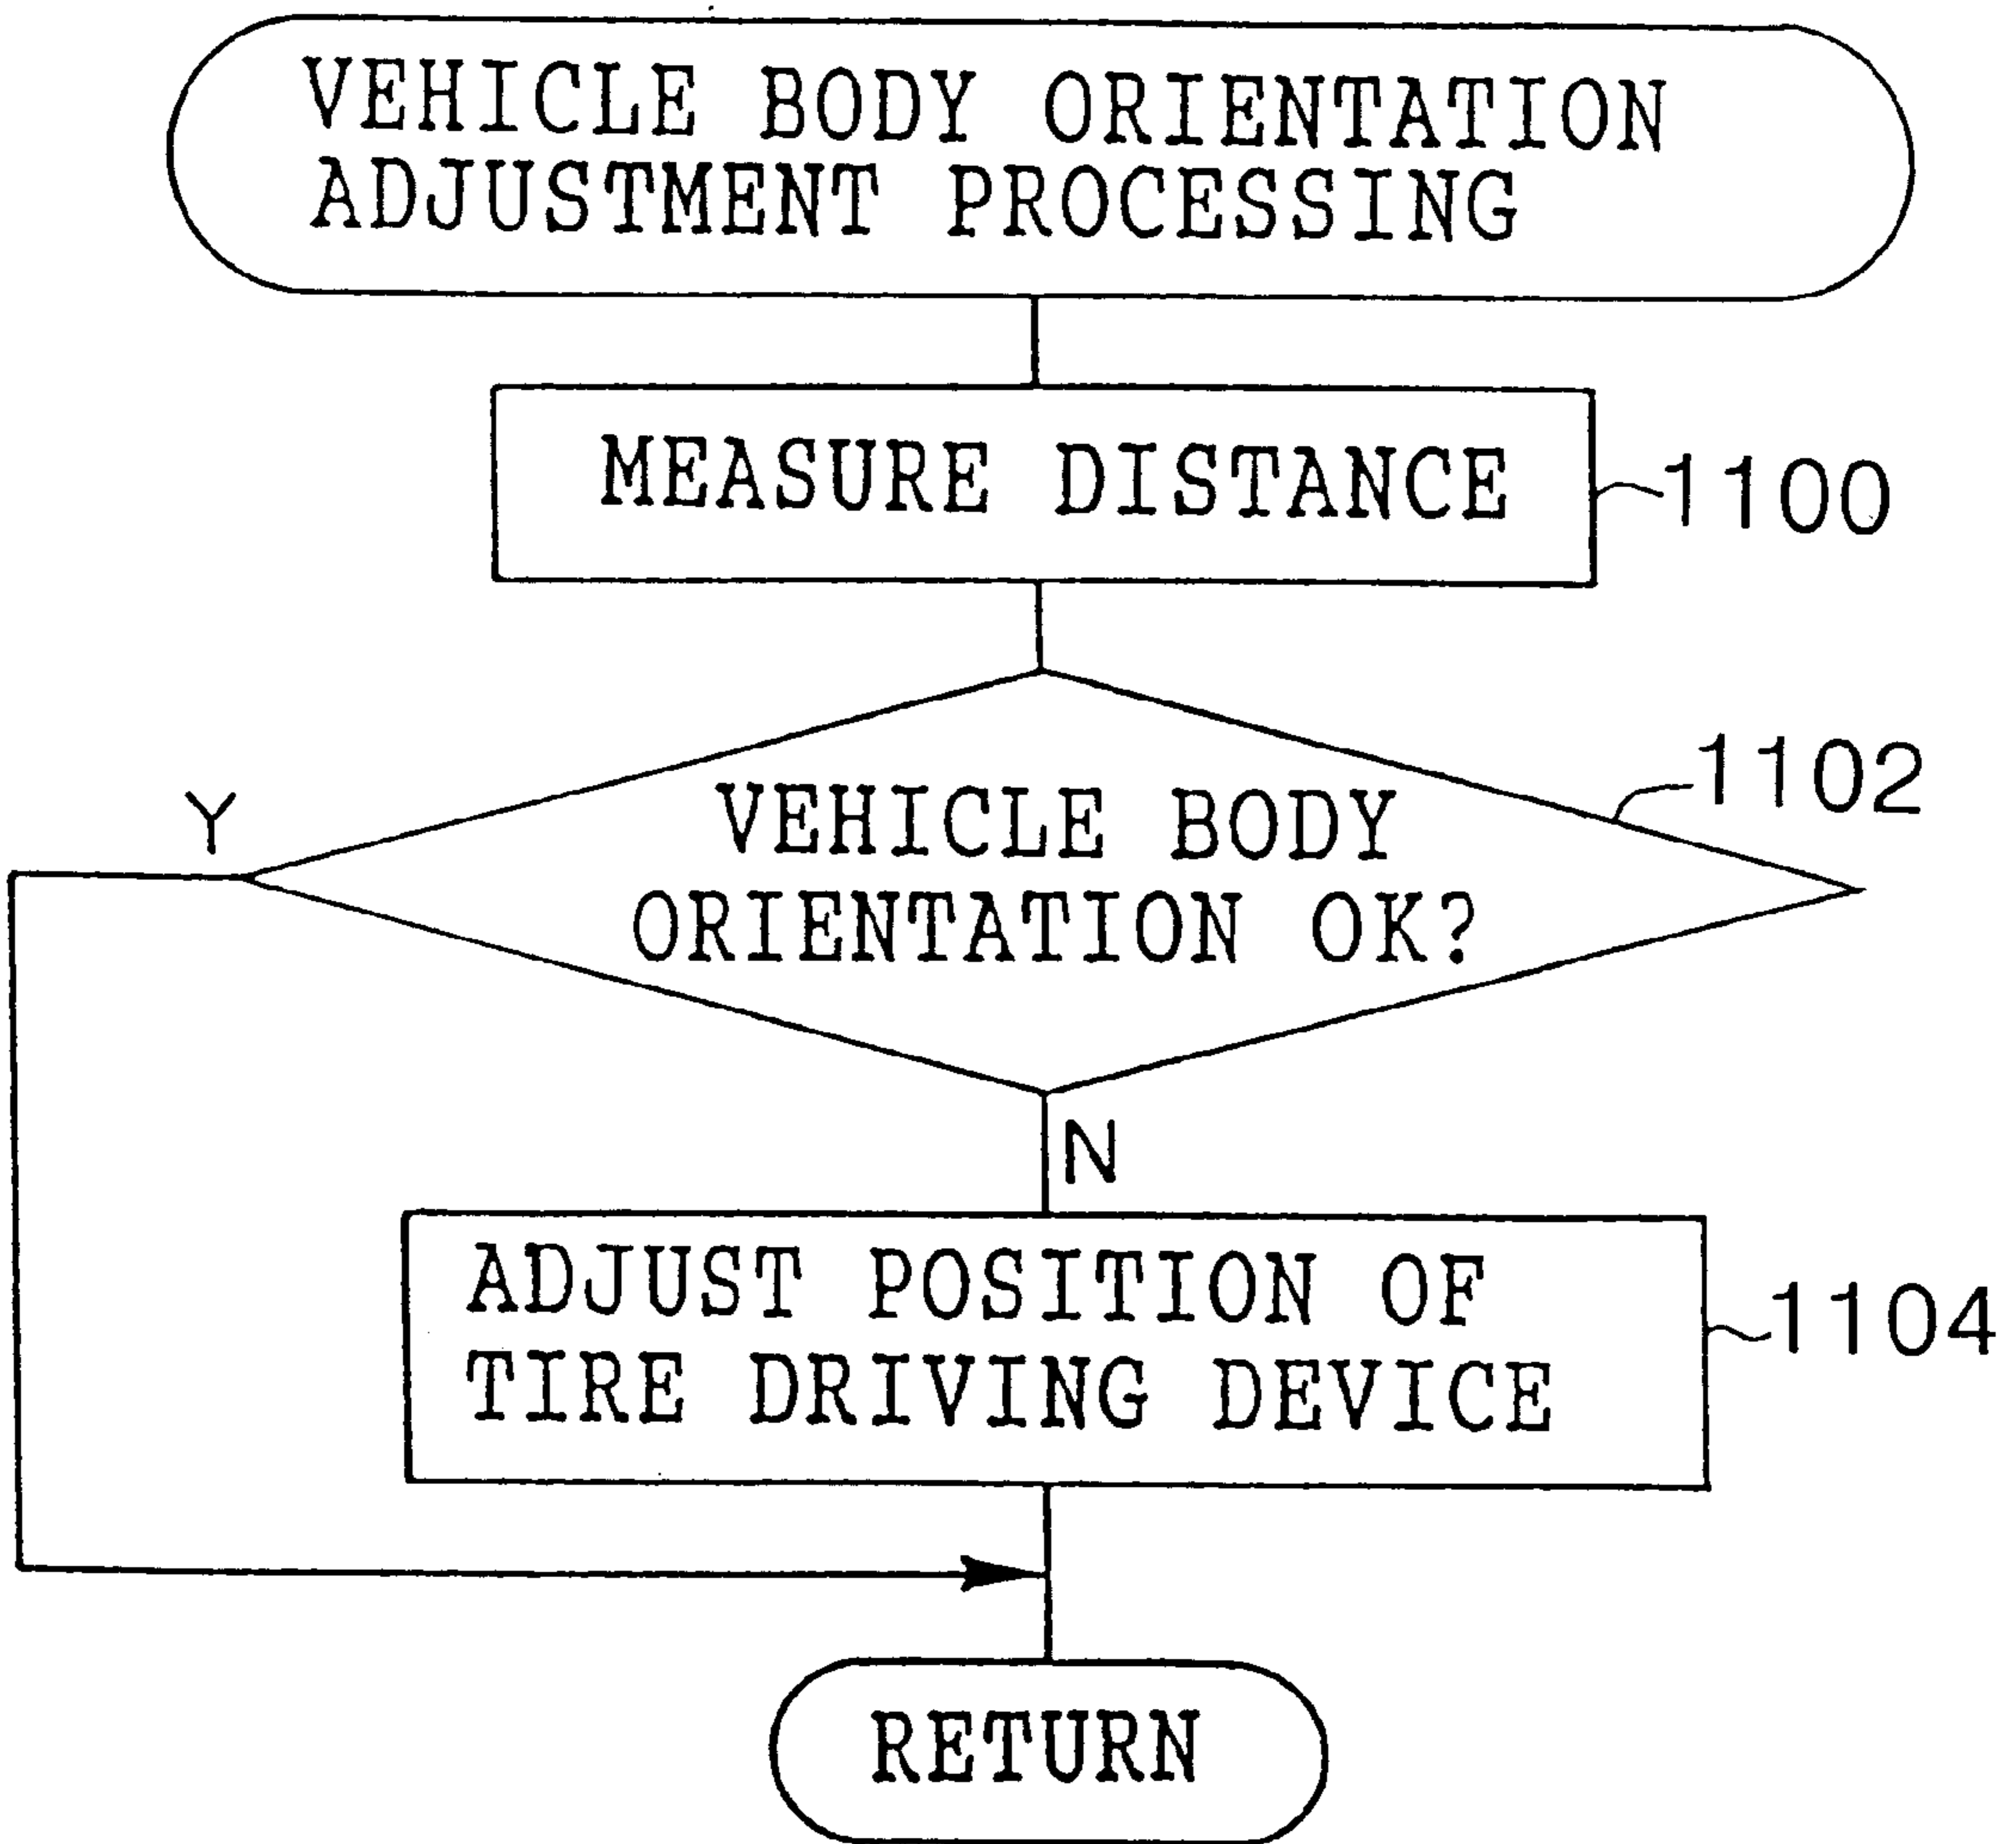 VEHICLE BODY ORIENTATION
ADJUSTMENT PROCESSING
MEASURE DISTANCE
1100
1102
Y
VEHICLE BODY
ORIENTATION OK?
N
ADJUST POSITION OF
TIRE DRIVING DEVICE
1104
RETURN